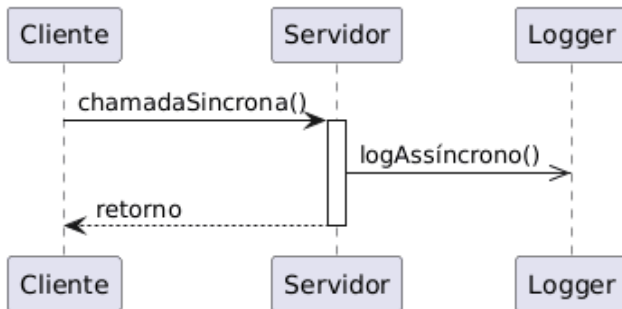 Cliente
Servidor
Logger
chamadaSincrona()
logAssíncrono()
retorno
Cliente
Servidor
Logger